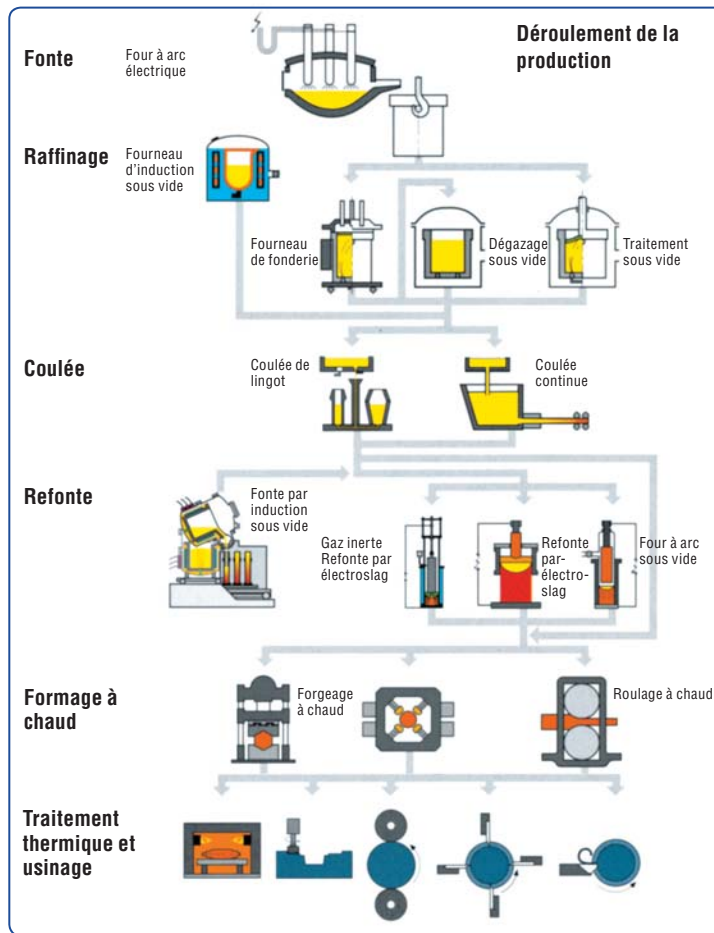 Déroulement de la
production
Fonte
Four à arc
électrique
Raffinage
Fourneau
d'induction
sous vide
Fourneau
de fonderie
Dégazage
sous vide
Traitement
sous vide
Coulée
Coulée de
lingot
Coulée
continue
Refonte
Fonte par
induction
sous vide
Gaz inerte
Refonte par
électroslag
Refonte
par-
électro-
slag
Four à arc
sous vide
Formage à
chaud
Forgeage
à chaud
Roulage à chaud
Traitement
thermique et
usinage